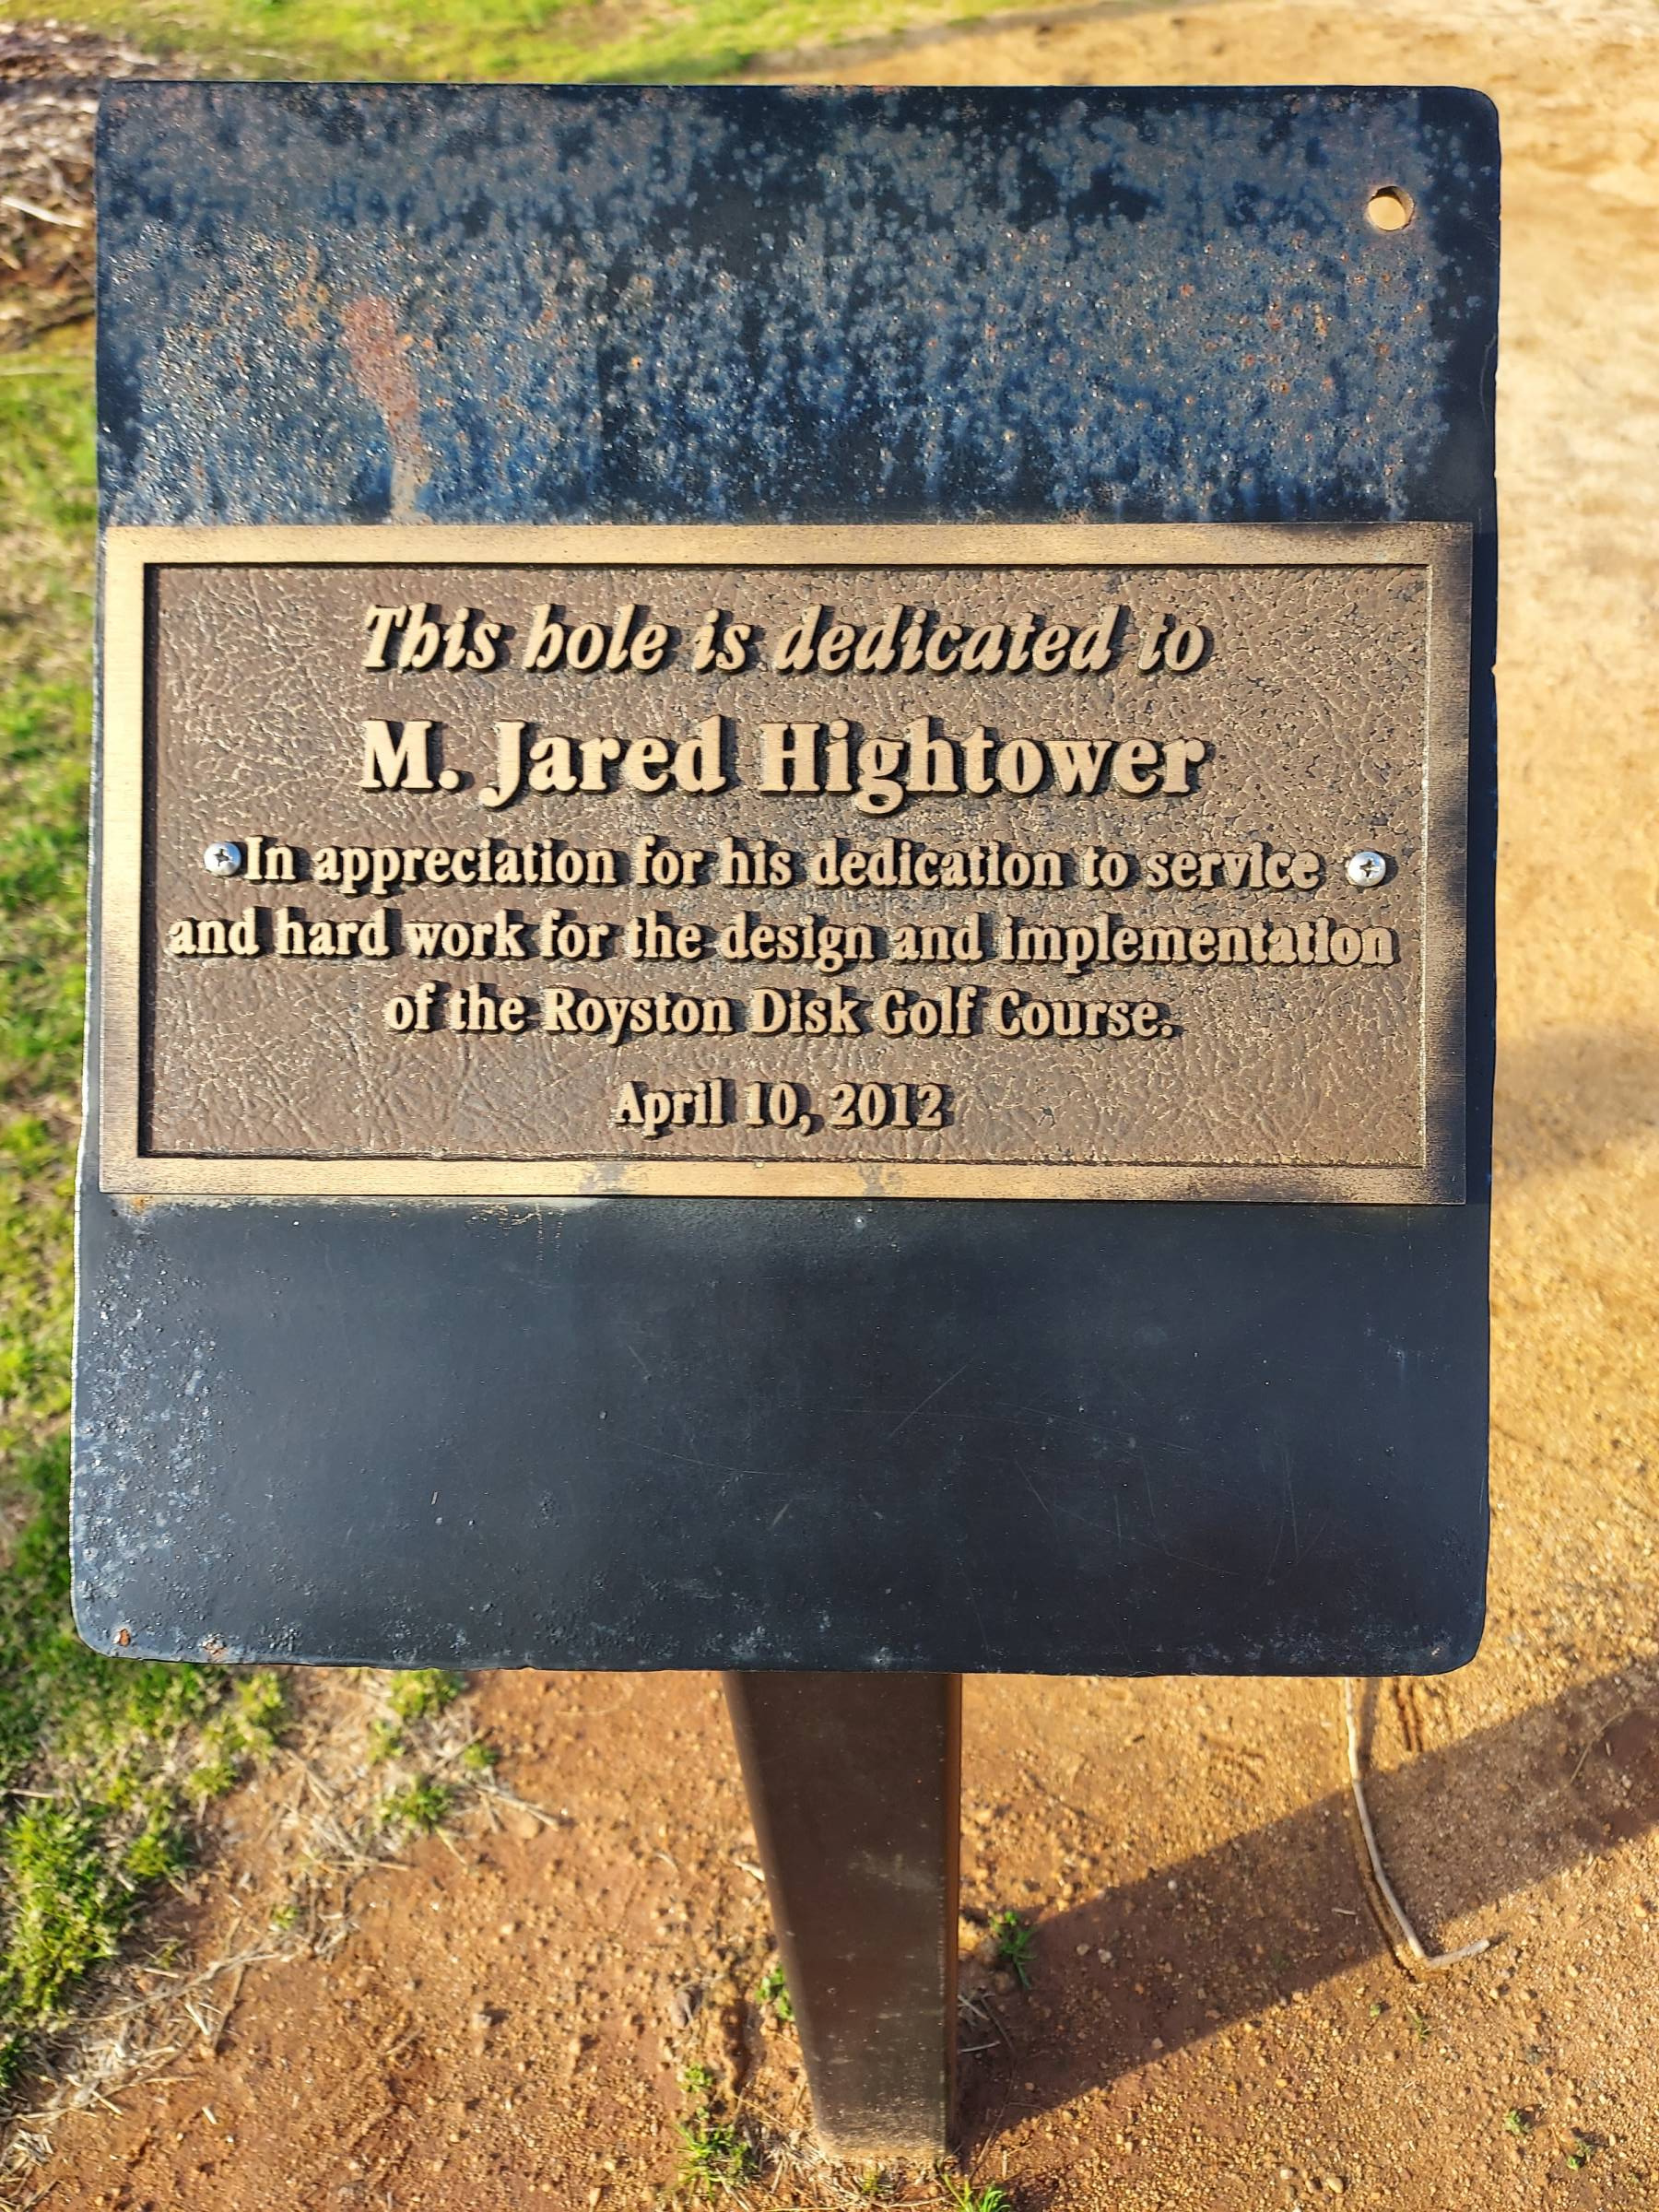 This hole is dedicated to
M. Jared Hightower
In appreciation for his dedication to service
and hard work for the design and implementation
of the Royston Disk Golf Course.
April 10, 2012